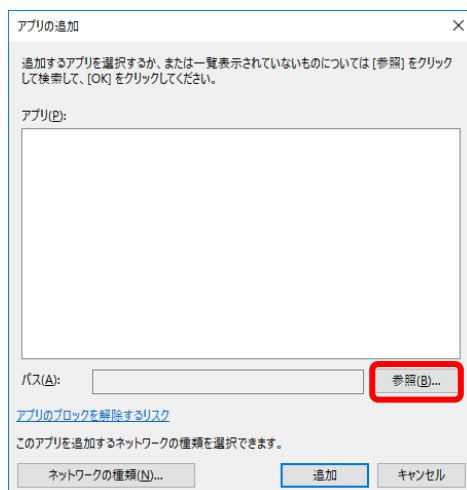 アプリの追加
追加するアプリを選択するか、または一覧表示されていないものについては [参照] をクリック
して検索して、[OK] をクリックしてください。
アプリ(P):
パス(A):
参照(B)...
アプリのブロックを解除するリスク
このアプリを追加するネットワークの種類を選択できます。
ネットワークの種類(N)... 追加 キャンセル